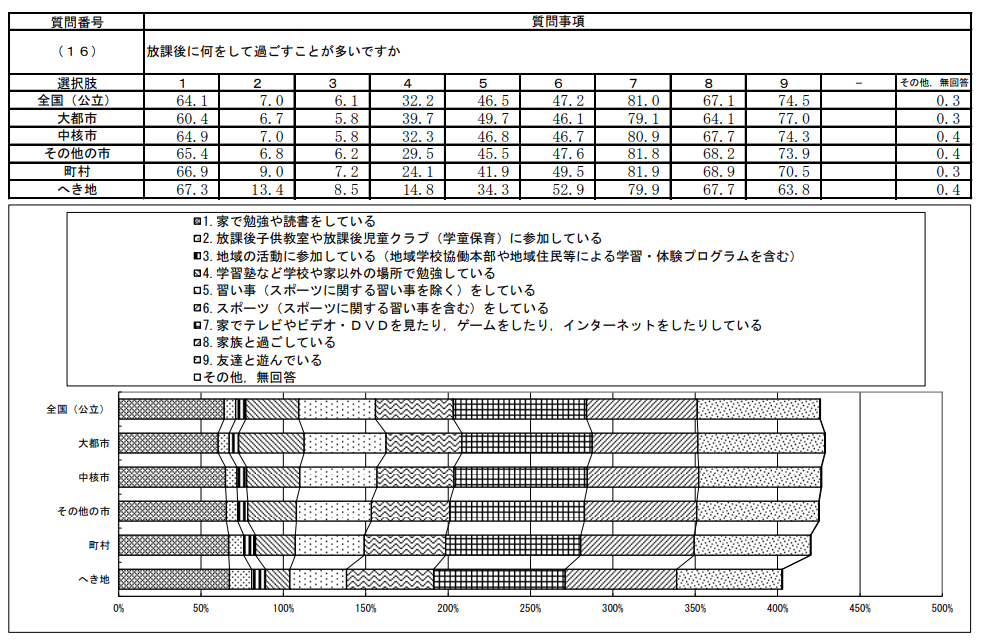 質問番号 質問事項
（１６） 放課後に何をして過ごすことが多いですか
選択肢 1 2 3 4 5 6 7 8 9 － その他，無回答
全国（公立） 64.1 7.0 6.1 32.2 46.5 47.2 81.0 67.1 74.5 0.3
大都市 60.4 6.7 5.8 39.7 49.7 46.1 79.1 64.1 77.0 0.3
中核市 64.9 7.0 5.8 32.3 46.8 46.7 80.9 67.7 74.3 0.4
その他の市 65.4 6.8 6.2 29.5 45.5 47.6 81.8 68.2 73.9 0.4
町村 66.9 9.0 7.2 24.1 41.9 49.5 81.9 68.9 70.5 0.3
へき地 67.3 13.4 8.5 14.8 34.3 52.9 79.9 67.7 63.8 0.4
1. 家で勉強や読書をしている
2. 放課後子供教室や放課後児童クラブ（学童保育）に参加している
3. 地域の活動に参加している（地域学校協働本部や地域住民等による学習・体験プログラムを含む）
4. 学習塾など学校や家以外の場所で勉強している
5. 習い事（スポーツに関する習い事を除く）をしている
6. スポーツ（スポーツに関する習い事を含む）をしている
7. 家でテレビやビデオ・ＤＶＤを見たり，ゲームをしたり，インターネットをしたりしている
8. 家族と過ごしている
9. 友達と遊んでいる
その他，無回答
全国（公立）
大都市
中核市
その他の市
町村
へき地
0% 50% 100% 150% 200% 250% 300% 350% 400% 450% 500%